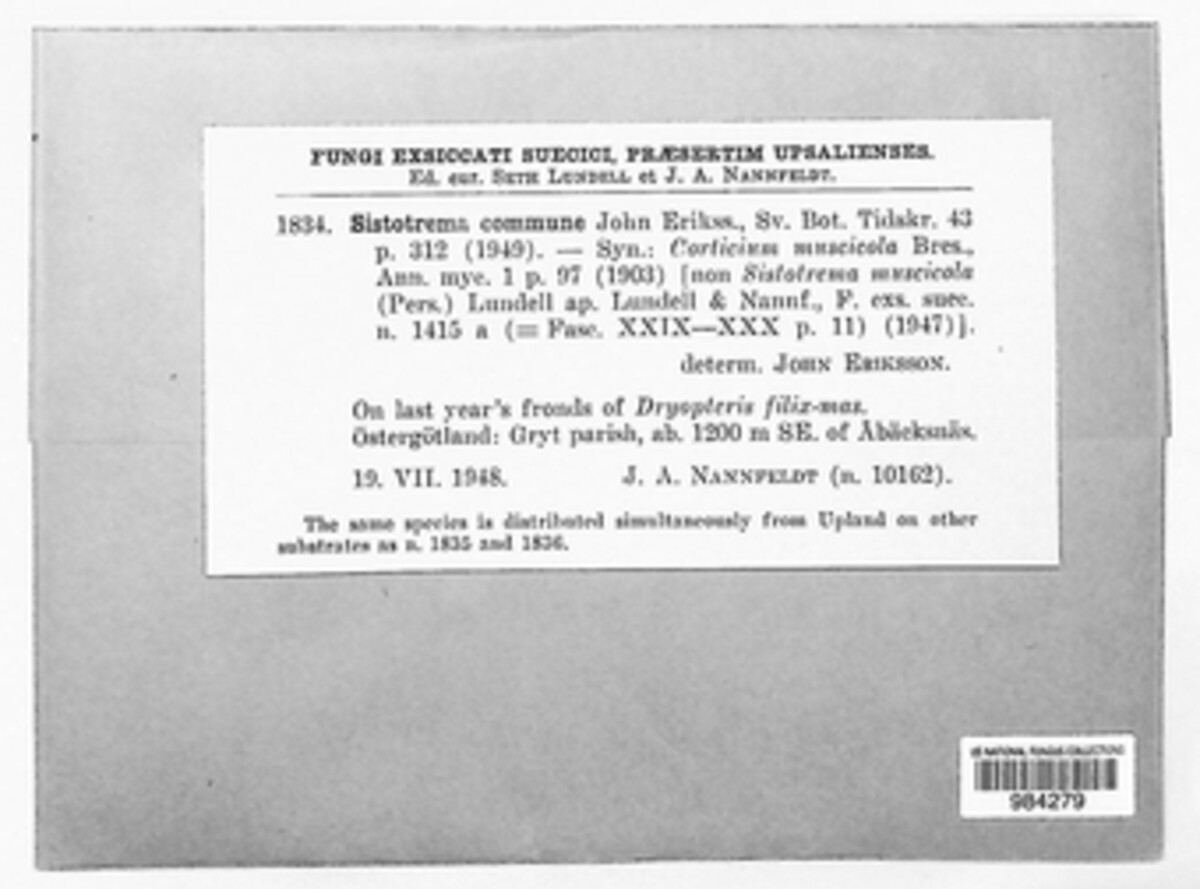 FUNGI EXSICCATI SUECICI, PRÆSERTIM UPSALIENSES.
Ed. cur. SETH LUNDELL et J. A. NANNFELDT.
1834. Sistotrema commune John Erikss., Sv. Bot. Tidskr. 43
p. 312 (1949). — Syn.: Corticium muscicola Bres.,
Ann. myc. 1 p. 97 (1903) [non Sistotrema muscicola
(Pers.) Lundell ap. Lundell & Nannf., F. exs. suec.
n. 1415 a (= Fasc. XXIX—XXX p. 11) (1947)].
determ. JOHN ERIKSSON.
On last year's fronds of Dryopteris filix-mas.
Östergötland: Gryt parish, ab. 1200 m SE. of Åbäcksnäs.
19. VII. 1948. J. A. NANNFELDT (n. 10162).
The same species is distributed simultaneously from Upland on other
substrates as n. 1835 and 1836.
US NATIONAL FUNGUS COLLECTIONS
984279